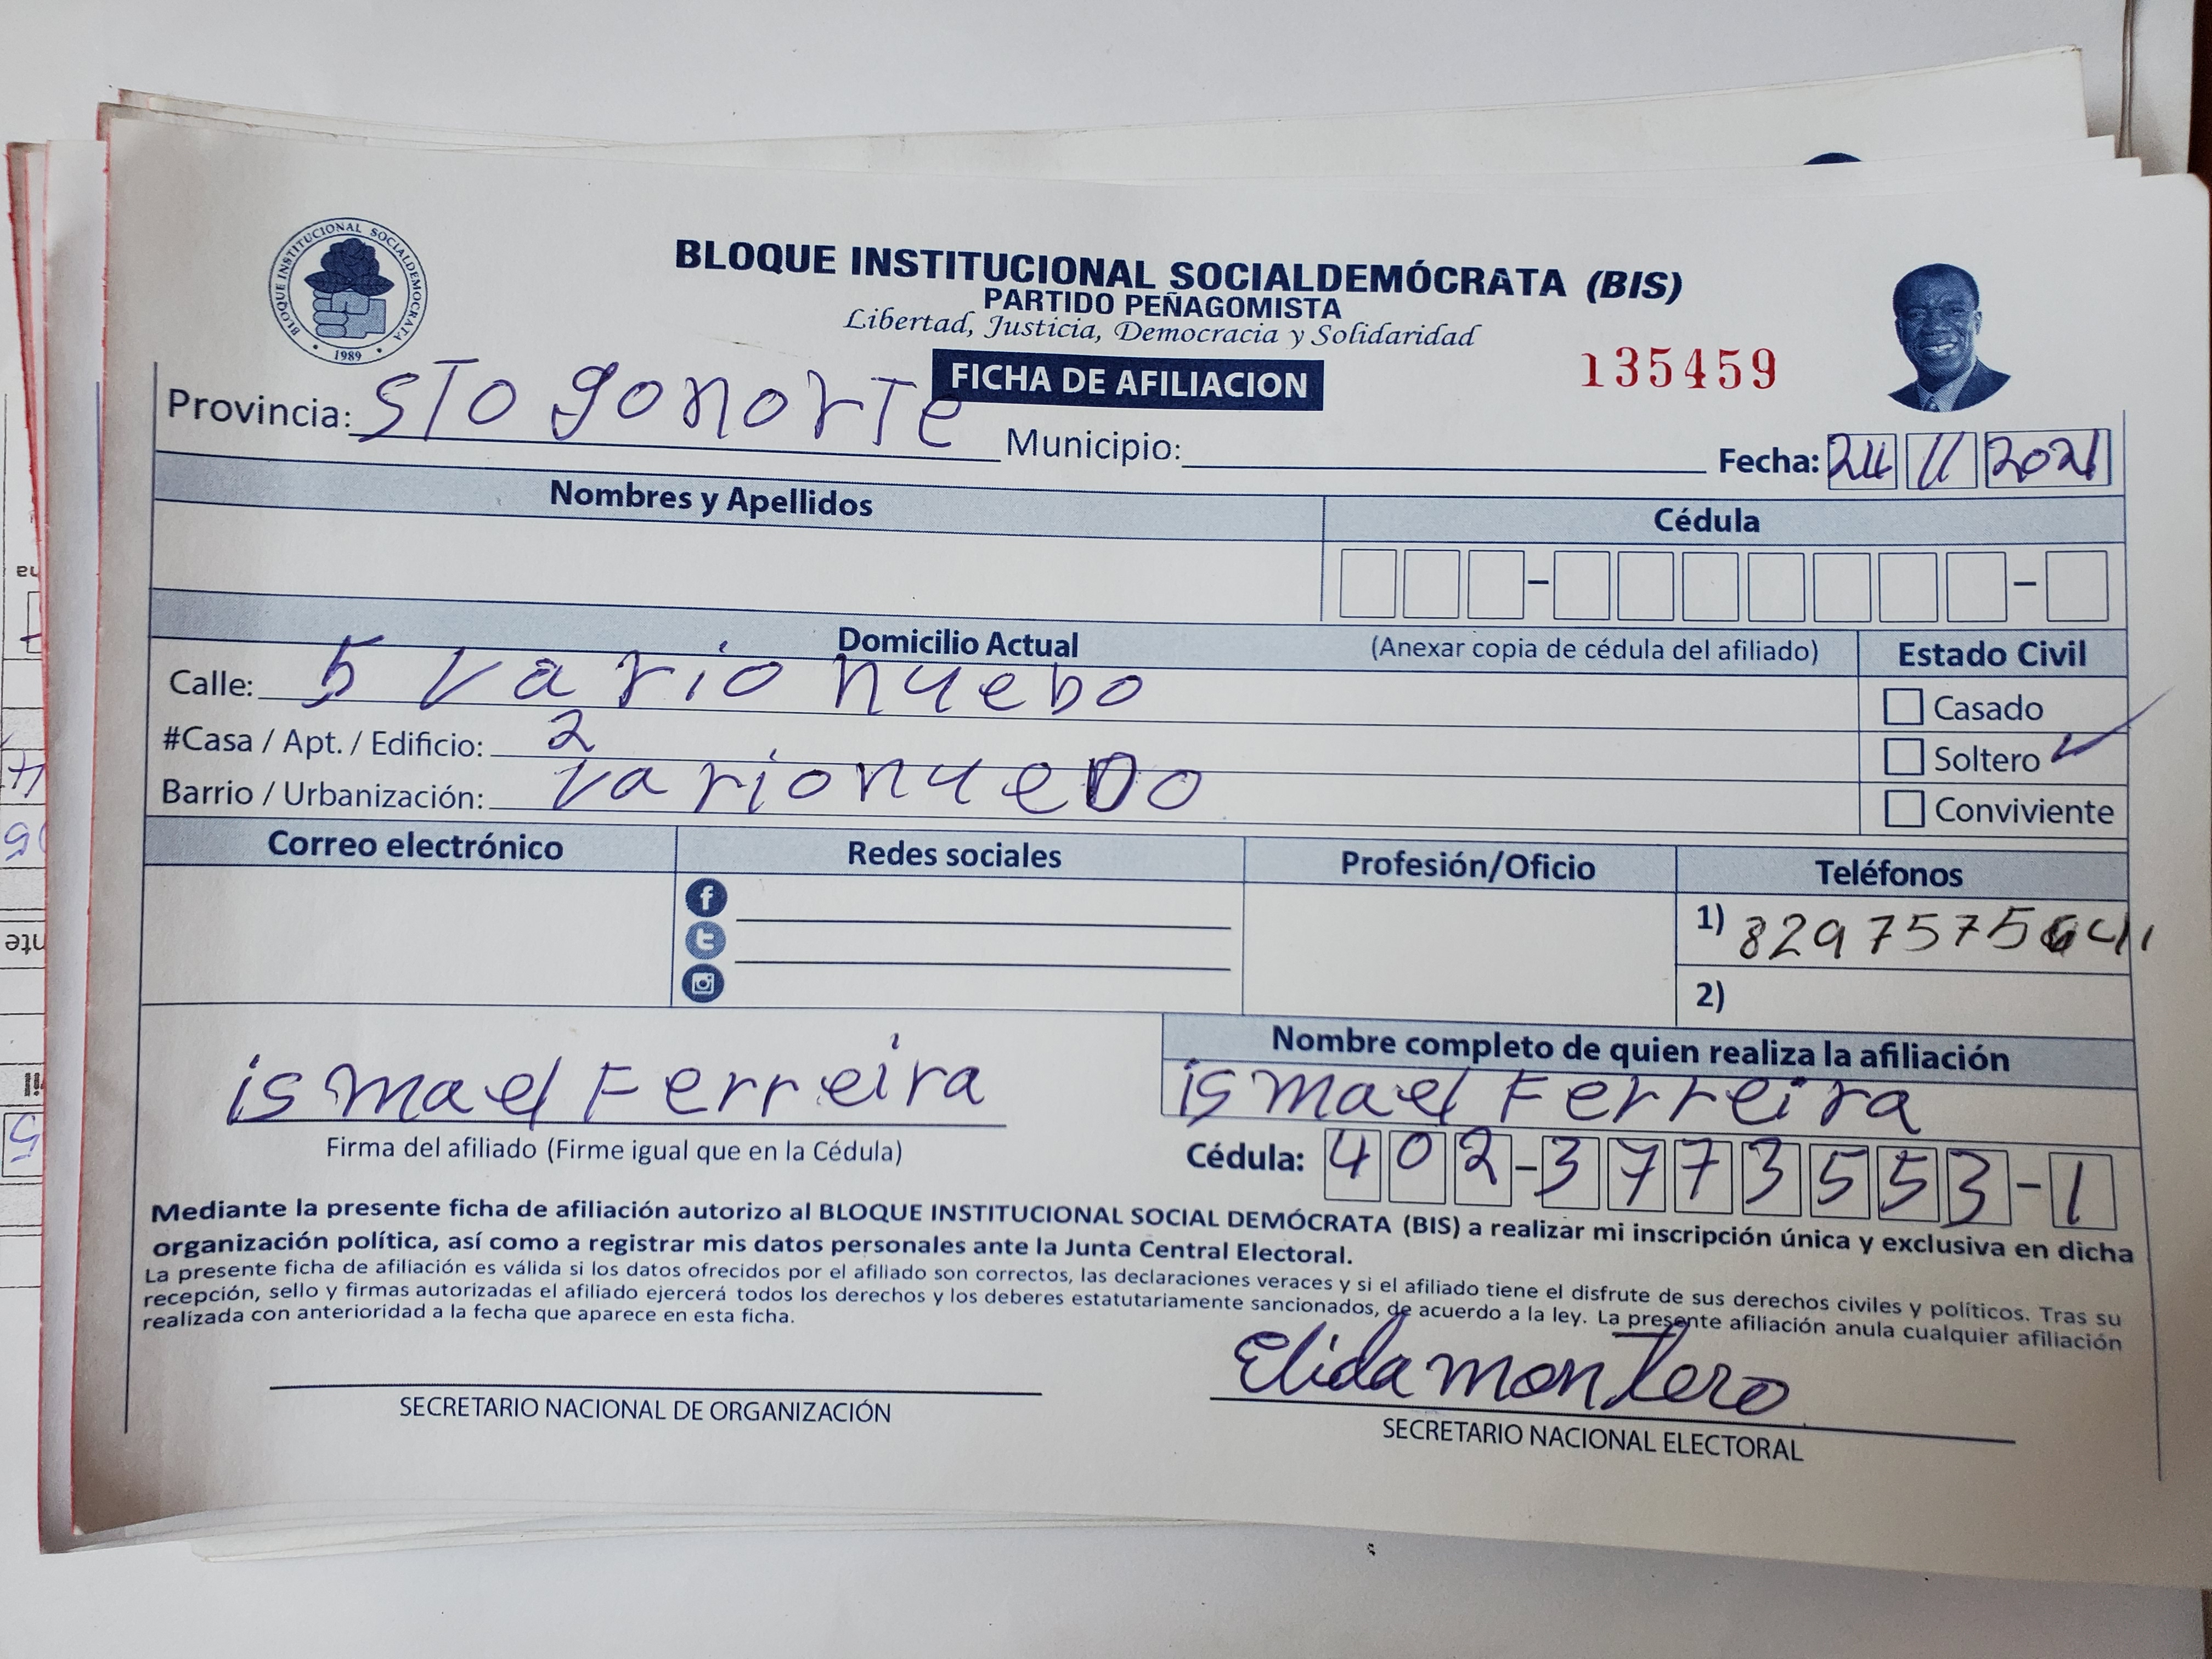 BLOQUE INSTITUCIONAL SOCIALDEMOCRATA
1989
BLOQUE INSTITUCIONAL SOCIALDEMÓCRATA (BIS)
PARTIDO PEÑAGOMISTA
Libertad, Justicia, Democracia y Solidaridad
FICHA DE AFILIACION
135459
Provincia: STO gonorte Municipio: Fecha: 24 11 2021
Nombres y Apellidos Cédula
Domicilio Actual (Anexar copia de cédula del afiliado) Estado Civil
Calle: 5 vario nuebo
Casado
#Casa / Apt. / Edificio: 2
Soltero
Barrio / Urbanización: varionuebo
Conviviente
Correo electrónico Redes sociales Profesión/Oficio Teléfonos
1) 829757564
2)
ismael Ferreira
Firma del afiliado (Firme igual que en la Cédula)
Nombre completo de quien realiza la afiliación
ismael Ferreira
Cédula: 402-3773553-1
Mediante la presente ficha de afiliación autorizo al BLOQUE INSTITUCIONAL SOCIAL DEMÓCRATA (BIS) a realizar mi inscripción única y exclusiva en dicha
organización política, así como a registrar mis datos personales ante la Junta Central Electoral.
La presente ficha de afiliación es válida si los datos ofrecidos por el afiliado son correctos, las declaraciones veraces y si el afiliado tiene el disfrute de sus derechos civiles y políticos. Tras su
recepción, sello y firmas autorizadas el afiliado ejercerá todos los derechos y los deberes estatutariamente sancionados, de acuerdo a la ley. La presente afiliación anula cualquier afiliación
realizada con anterioridad a la fecha que aparece en esta ficha.
SECRETARIO NACIONAL DE ORGANIZACIÓN
Elida montero
SECRETARIO NACIONAL ELECTORAL